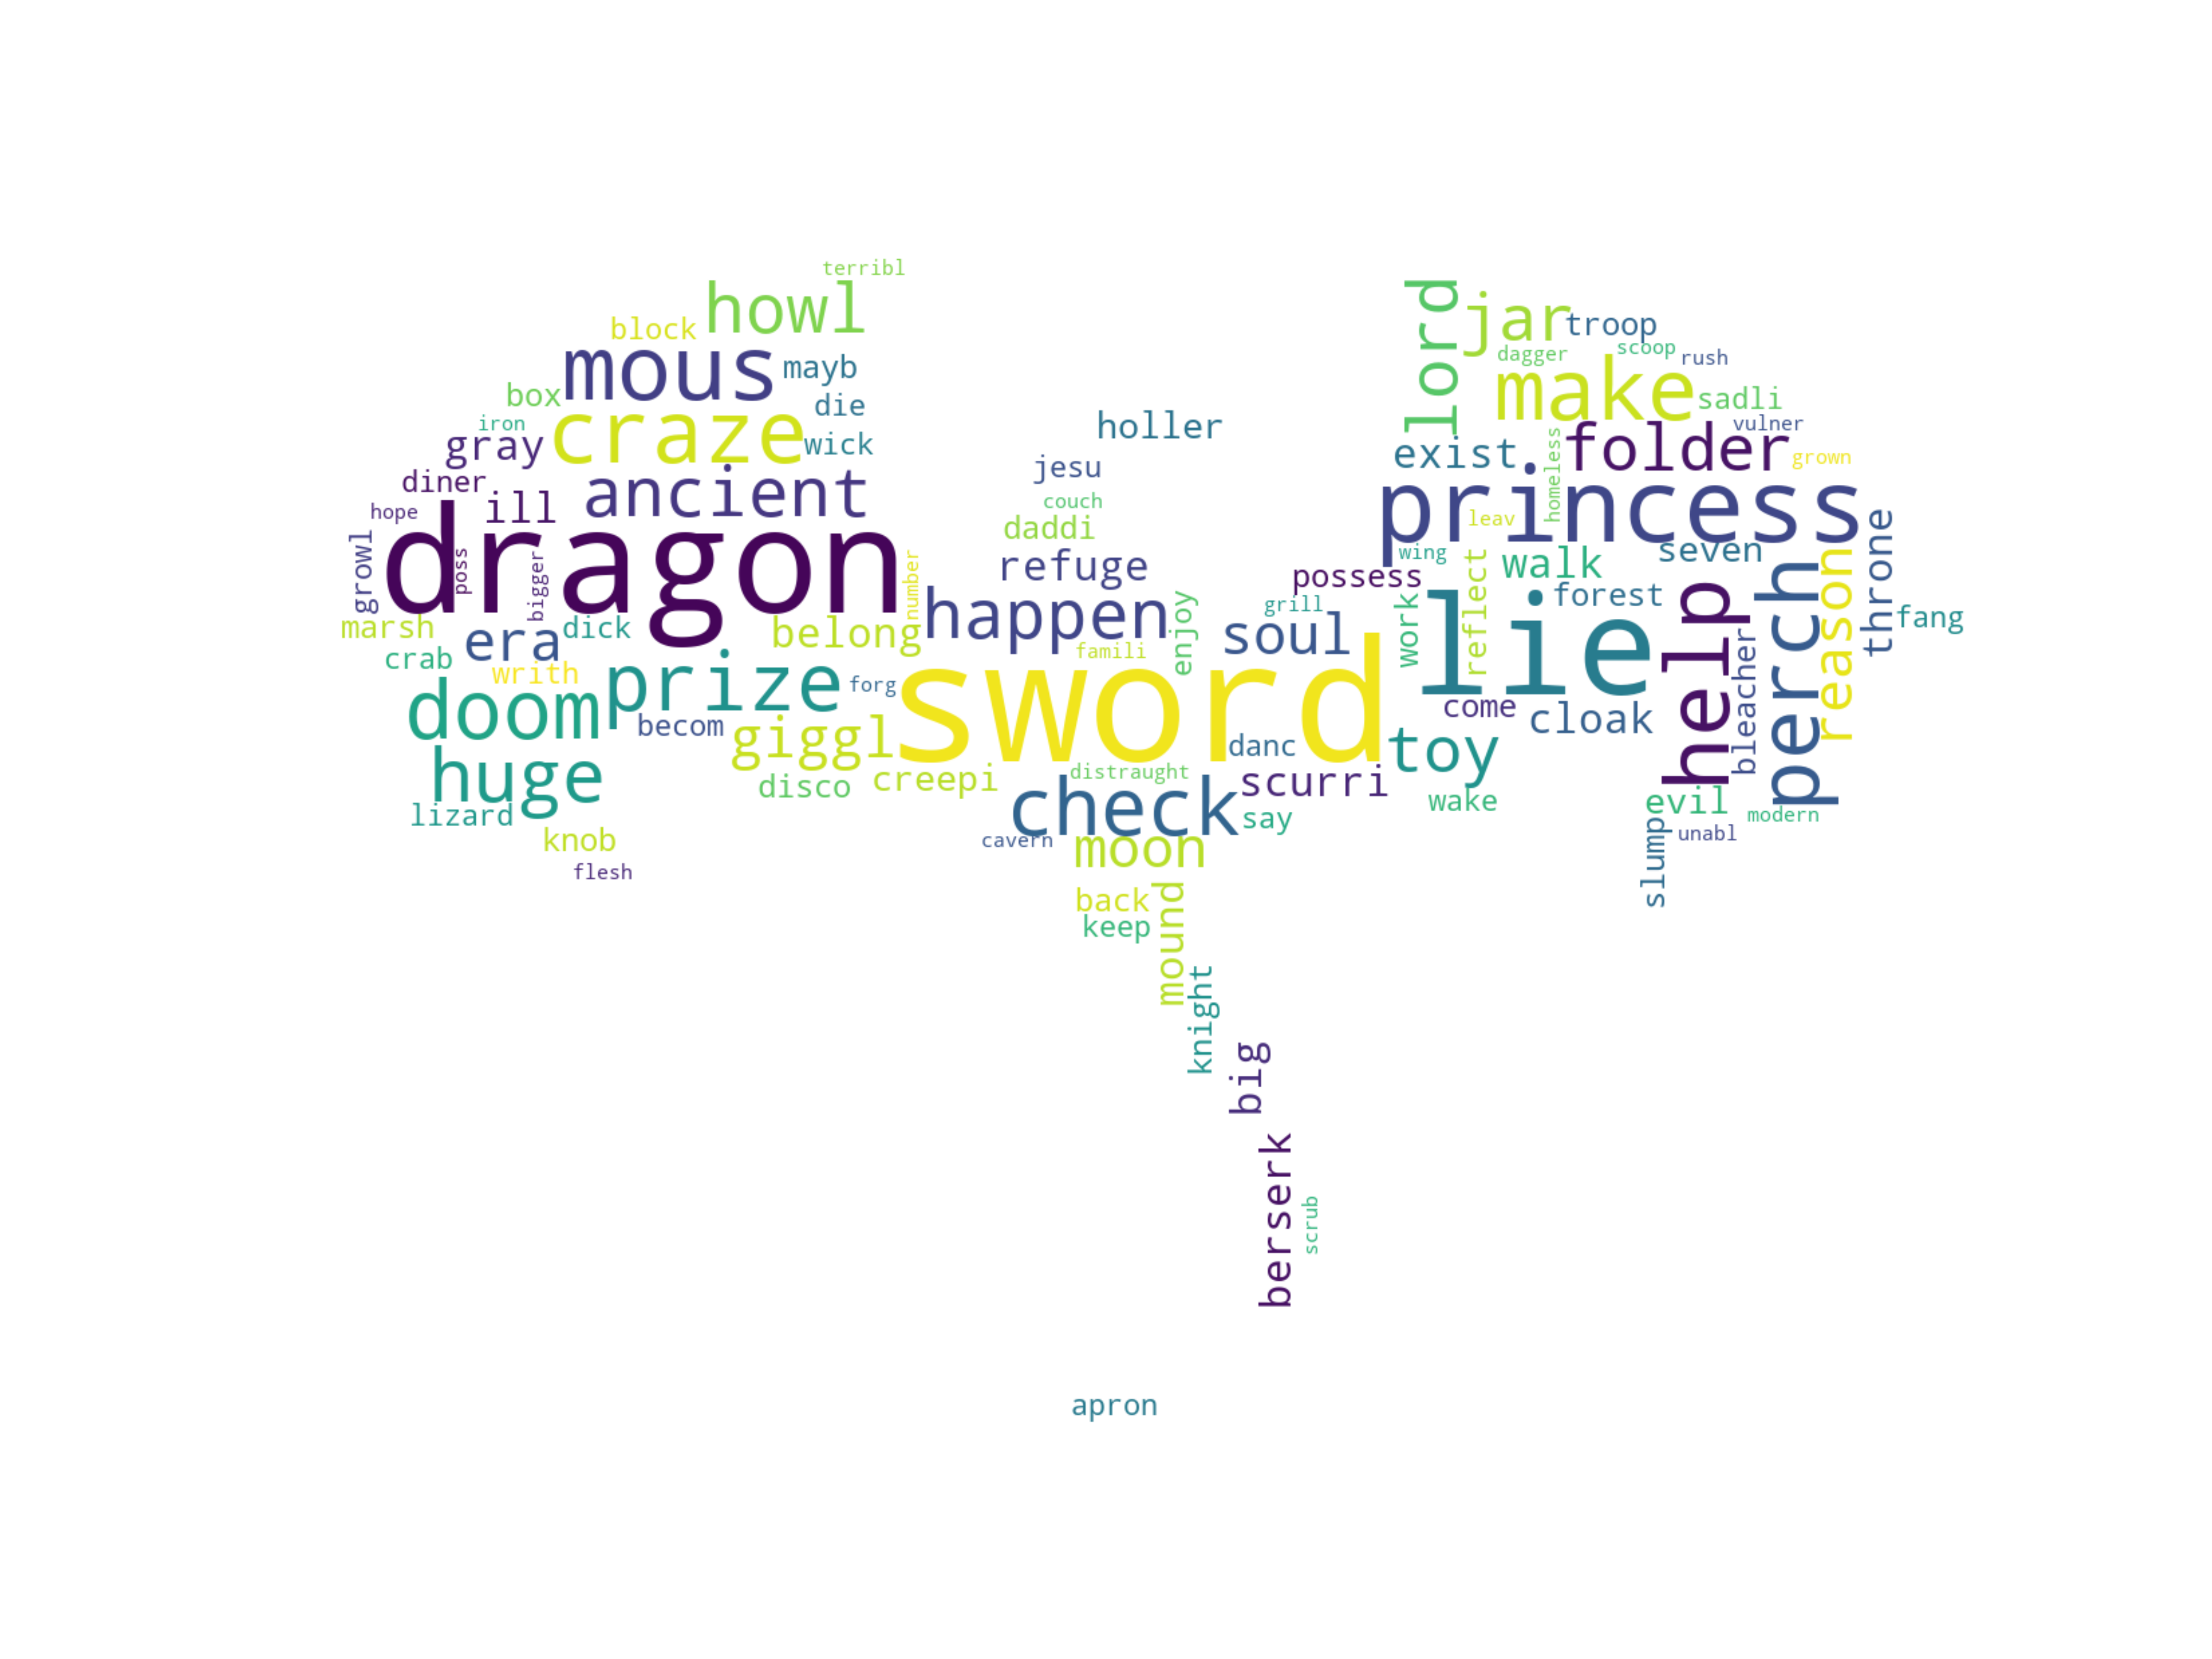 terribl
howl
block
mous
mayb
box
die
iron
craze
wick
gray
diner
ill
ancient
hope
dragon
growl
poss
bigger
number
marsh
era
dick
belong
crab
writh
prize
forg
doom
becom
giggl
huge
disco
creepi
lizard
knob
flesh
holler
jesu
couch
daddi
refuge
happen
enjoy
famili
sword
soul
possess
grill
danc
distraught
check
scurri
say
cavern
moon
back
keep
mound
knight
big
berserk
scrub
apron
lord
jar
troop
dagger
scoop
rush
make
sadli
vulner
exist
homeless
folder
grown
princess
leav
wing
walk
seven
throne
work
reflect
forest
fang
lie
help
perch
reason
bleacher
come
cloak
toy
wake
evil
modern
slump
unabl